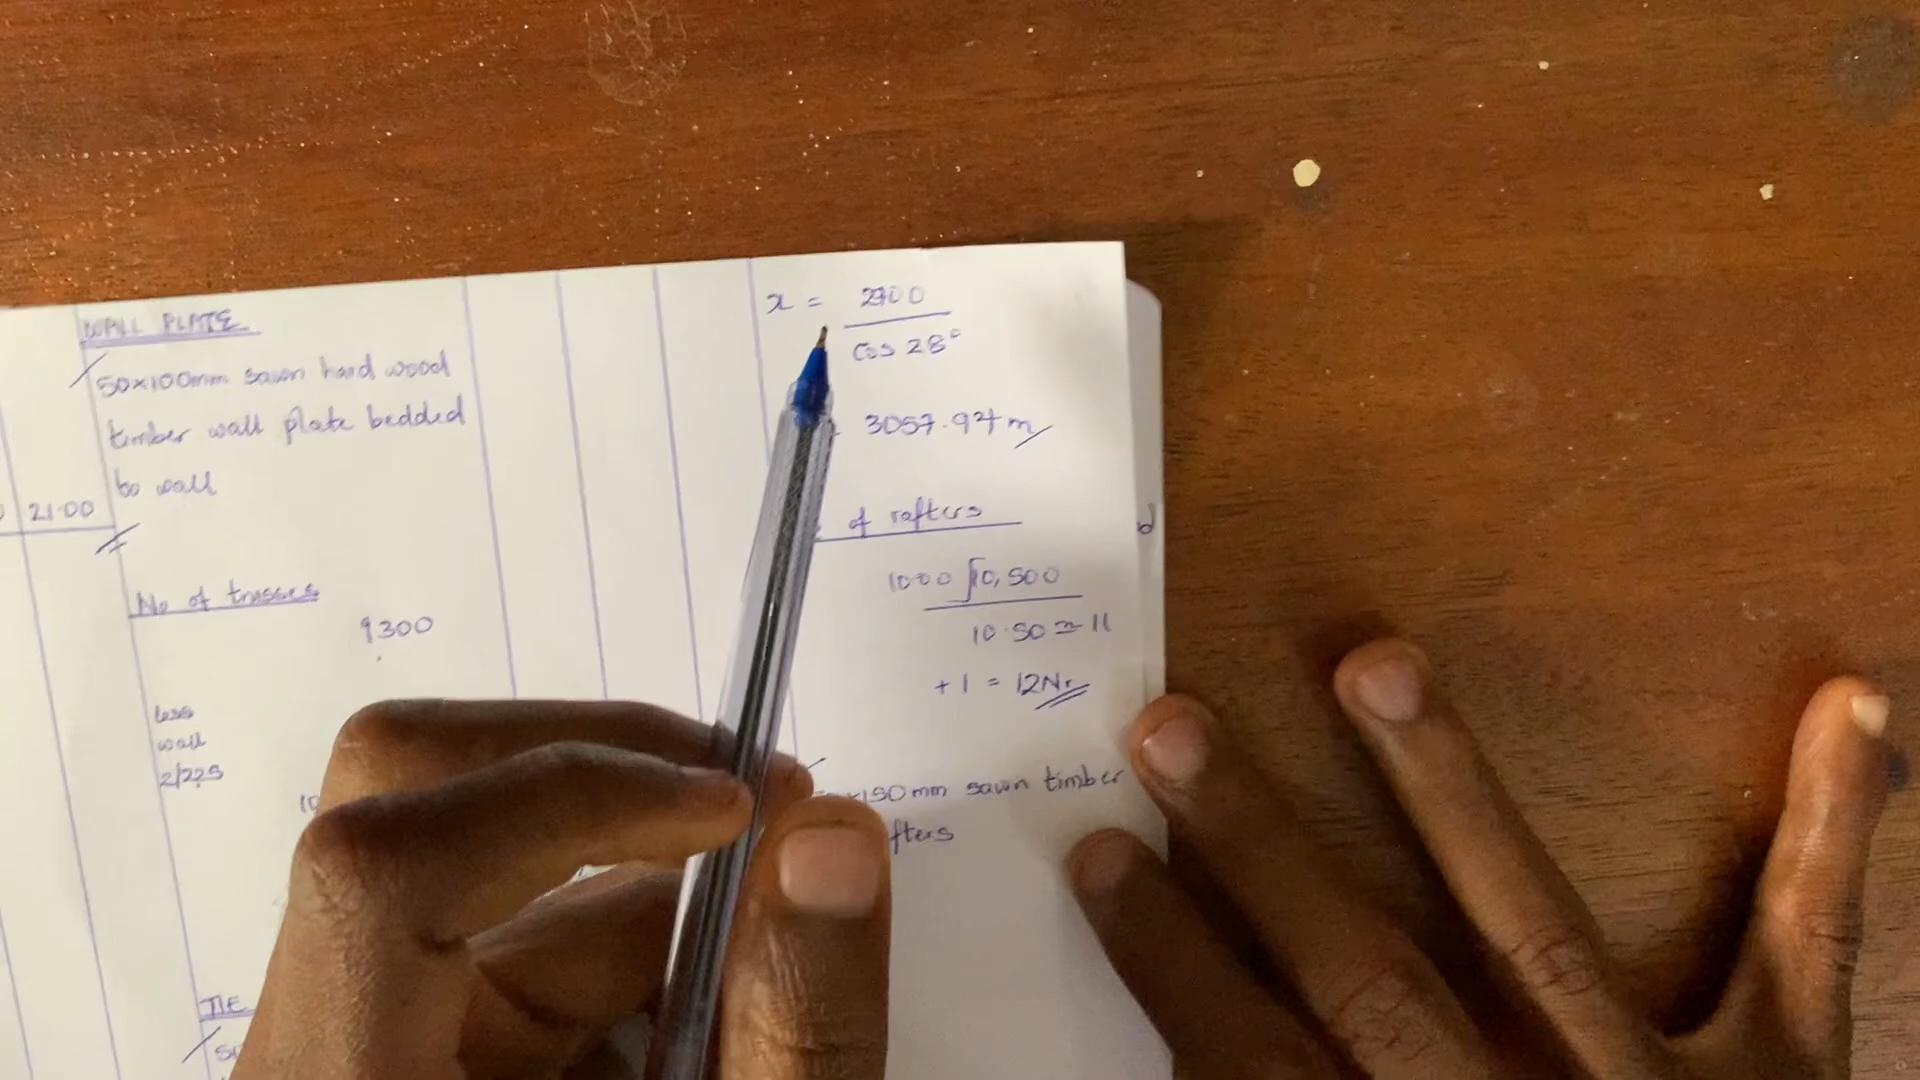 WALL PLATE
50x100mm sawn hard wood
timber wall plate bedded
to wall
21.00
No of trusses
9300
less
wall
2/225
10
TIE
x = 2700
cos 28°
3057.94m
of rafters
1000 10,500
10.50 ≃ 11
+ 1 = 12Nr
x150mm sawn timber
fters